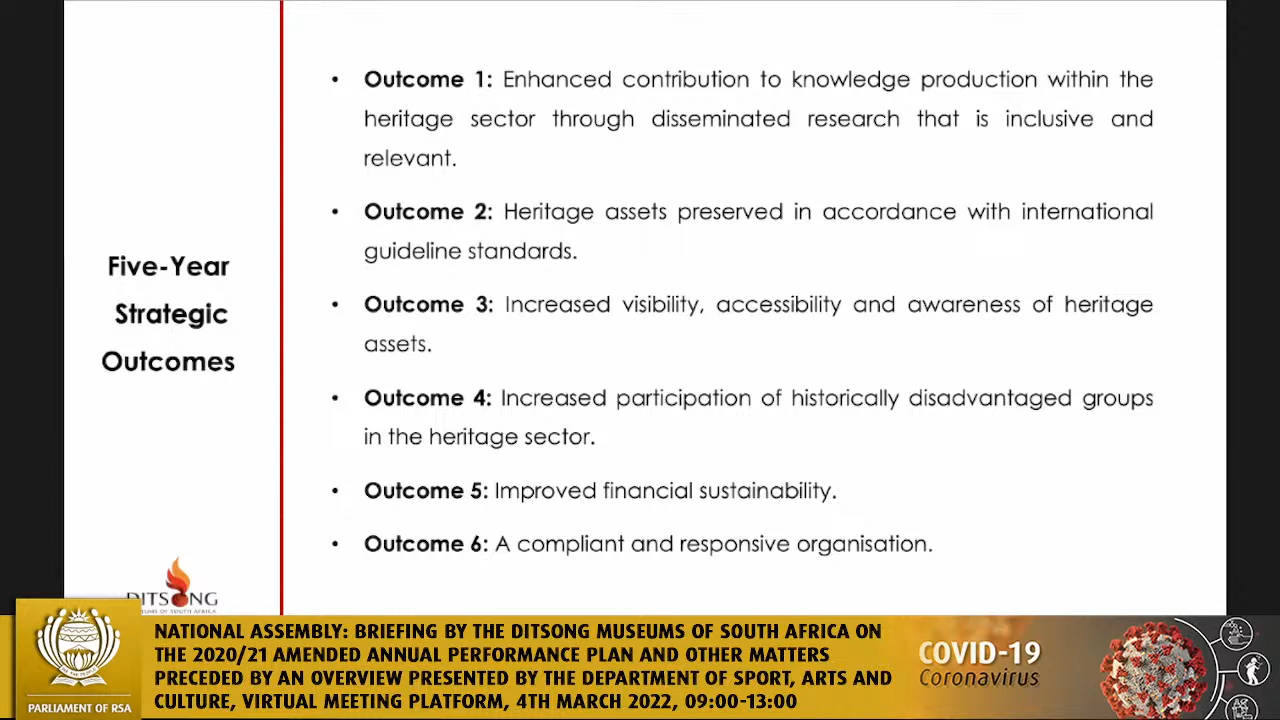 Five-Year
Strategic
Outcomes
• Outcome 1: Enhanced contribution to knowledge production within the
heritage sector through disseminated research that is inclusive and
relevant.
• Outcome 2: Heritage assets preserved in accordance with international
guideline standards.
• Outcome 3: Increased visibility, accessibility and awareness of heritage
assets.
• Outcome 4: Increased participation of historically disadvantaged groups
in the heritage sector.
• Outcome 5: Improved financial sustainability.
• Outcome 6: A compliant and responsive organisation.
DITSONG
MUSEUMS OF SOUTH AFRICA
PARLIAMENT OF RSA
NATIONAL ASSEMBLY: BRIEFING BY THE DITSONG MUSEUMS OF SOUTH AFRICA ON
THE 2020/21 AMENDED ANNUAL PERFORMANCE PLAN AND OTHER MATTERS
PRECEDED BY AN OVERVIEW PRESENTED BY THE DEPARTMENT OF SPORT, ARTS AND
CULTURE, VIRTUAL MEETING PLATFORM, 4TH MARCH 2022, 09:00-13:00
COVID-19
Coronavirus